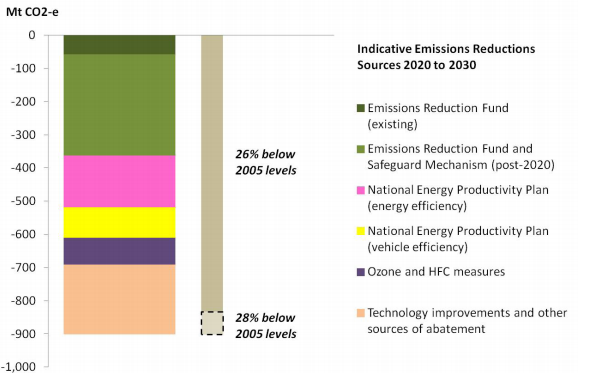 Mt CO2-e
0
-100
-200
-300
-400
-500
-600
-700
-800
-900
-1,000
26% below
2005 levels
28% below
2005 levels
Indicative Emissions Reductions
Sources 2020 to 2030
Emissions Reduction Fund
(existing)
Emissions Reduction Fund and
Safeguard Mechanism (post-2020)
National Energy Productivity Plan
(energy efficiency)
National Energy Productivity Plan
(vehicle efficiency)
Ozone and HFC measures
Technology improvements and other
sources of abatement